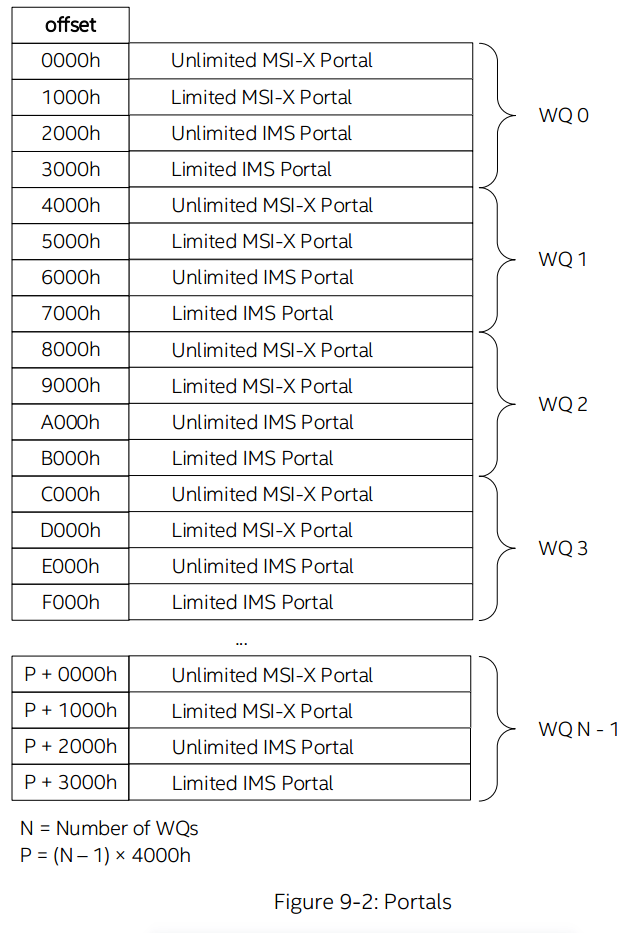 offset
0000h Unlimited MSI-X Portal
1000h Limited MSI-X Portal
WQ 0
2000h Unlimited IMS Portal
3000h Limited IMS Portal
4000h Unlimited MSI-X Portal
5000h Limited MSI-X Portal
WQ 1
6000h Unlimited IMS Portal
7000h Limited IMS Portal
8000h Unlimited MSI-X Portal
9000h Limited MSI-X Portal
WQ 2
A000h Unlimited IMS Portal
B000h Limited IMS Portal
C000h Unlimited MSI-X Portal
D000h Limited MSI-X Portal
WQ 3
E000h Unlimited IMS Portal
F000h Limited IMS Portal
...
P + 0000h Unlimited MSI-X Portal
P + 1000h Limited MSI-X Portal
WQ N - 1
P + 2000h Unlimited IMS Portal
P + 3000h Limited IMS Portal
N = Number of WQs
P = (N – 1) × 4000h
Figure 9-2: Portals